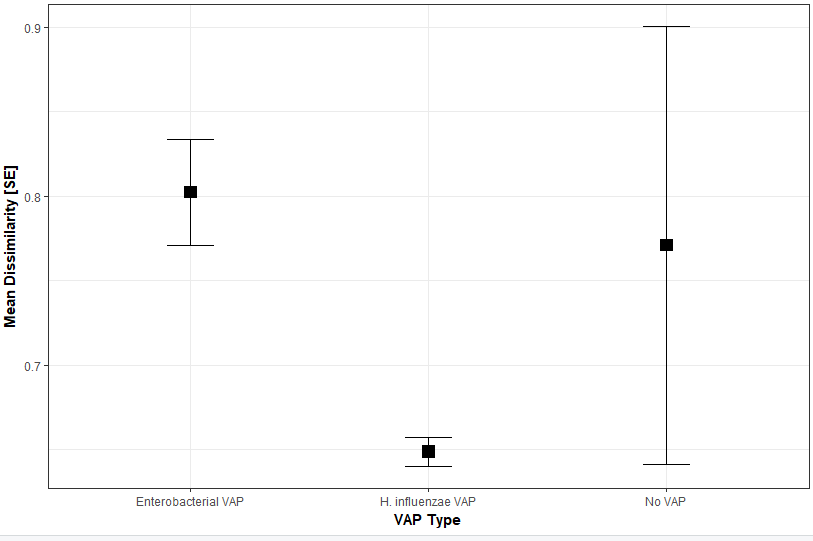 Mean Dissimilarity [SE]
0.9
0.8
0.7
Enterobacterial VAP
H. influenzae VAP
No VAP
VAP Type